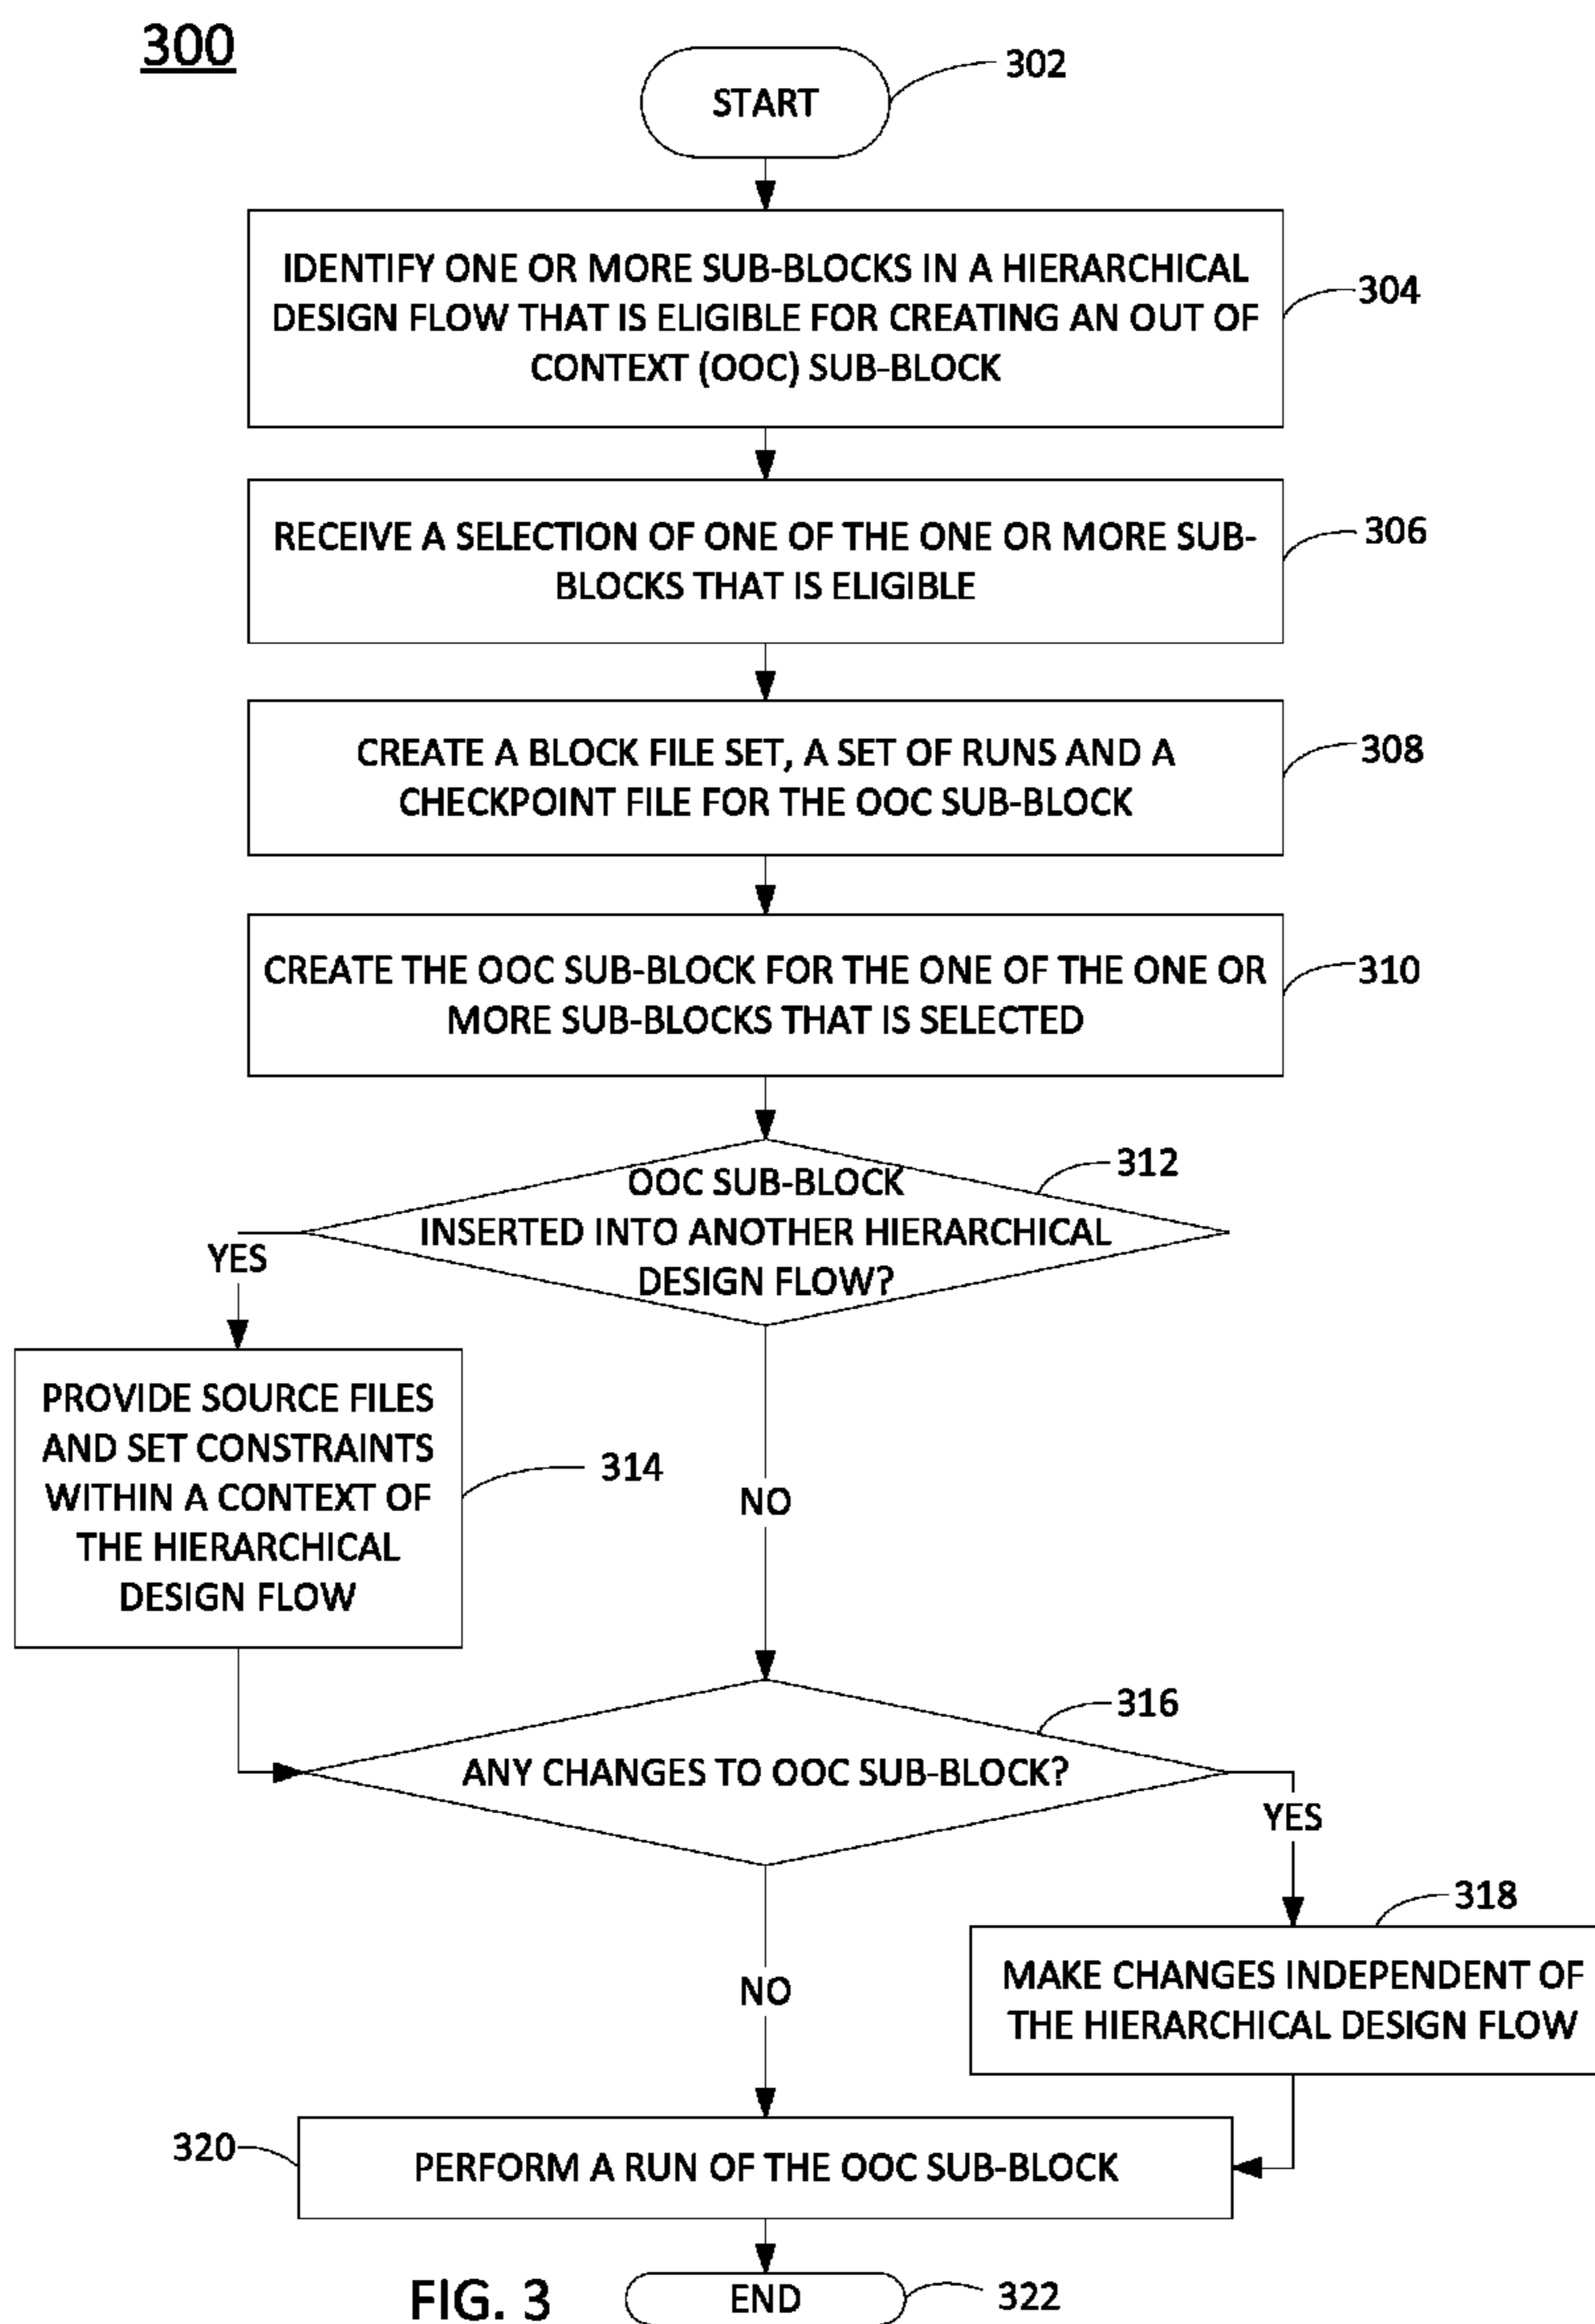 300
START
302
IDENTIFY ONE OR MORE SUB-BLOCKS IN A HIERARCHICAL
DESIGN FLOW THAT IS ELIGIBLE FOR CREATING AN OUT OF
CONTEXT (OOC) SUB-BLOCK
304
RECEIVE A SELECTION OF ONE OF THE ONE OR MORE SUB-
BLOCKS THAT IS ELIGIBLE
306
CREATE A BLOCK FILE SET, A SET OF RUNS AND A
CHECKPOINT FILE FOR THE OOC SUB-BLOCK
308
CREATE THE OOC SUB-BLOCK FOR THE ONE OF THE ONE OR
MORE SUB-BLOCKS THAT IS SELECTED
310
OOC SUB-BLOCK
INSERTED INTO ANOTHER HIERARCHICAL
DESIGN FLOW?
312
YES
PROVIDE SOURCE FILES
AND SET CONSTRAINTS
WITHIN A CONTEXT OF
THE HIERARCHICAL
DESIGN FLOW
314
NO
ANY CHANGES TO OOC SUB-BLOCK?
316
YES
MAKE CHANGES INDEPENDENT OF
THE HIERARCHICAL DESIGN FLOW
318
NO
320
PERFORM A RUN OF THE OOC SUB-BLOCK
FIG. 3
END
322